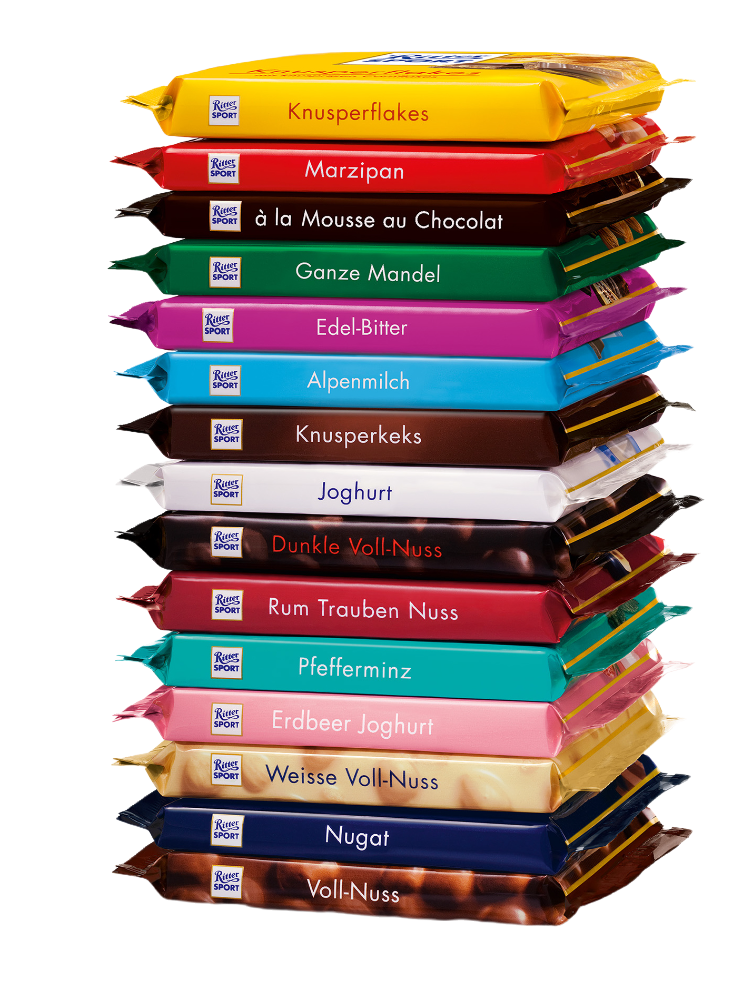 Ritter
SPORT
Knusperflakes
Ritter
SPORT
Knusperflakes
Ritter
SPORT
Marzipan
Ritter
SPORT
à la Mousse au Chocolat
Ritter
SPORT
Ganze Mandel
Ritter
SPORT
Edel-Bitter
Ritter
SPORT
Alpenmilch
Ritter
SPORT
Knusperkeks
Ritter
SPORT
Joghurt
Ritter
SPORT
Dunkle Voll-Nuss
Ritter
SPORT
Rum Trauben Nuss
Ritter
SPORT
Pfefferminz
Ritter
SPORT
Erdbeer Joghurt
Ritter
SPORT
Weisse Voll-Nuss
Ritter
SPORT
Nugat
Ritter
SPORT
Voll-Nuss